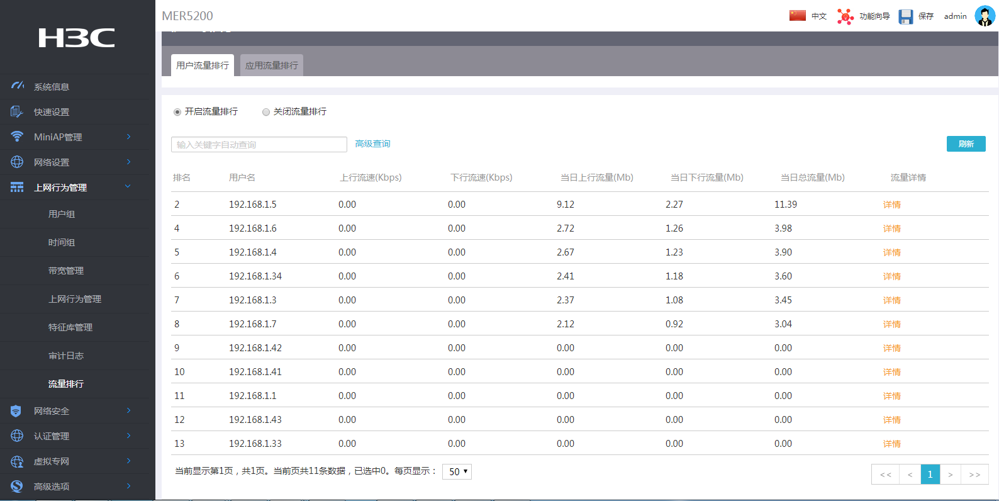 H3C
MER5200
中文 功能向导 保存 admin
用户流量排行 应用流量排行
系统信息
快速设置
MiniAP管理
网络设置
上网行为管理
用户组
时间组
带宽管理
上网行为管理
特征库管理
审计日志
流量排行
网络安全
认证管理
虚拟专网
高级选项
开启流量排行 关闭流量排行
输入关键字自动查询 高级查询 刷新
排名 用户名 上行流速(Kbps) 下行流速(Kbps) 当日上行流量(Mb) 当日下行流量(Mb) 当日总流量(Mb) 流量详情
2 192.168.1.5 0.00 0.00 9.12 2.27 11.39 详情
4 192.168.1.6 0.00 0.00 2.72 1.26 3.98 详情
5 192.168.1.4 0.00 0.00 2.67 1.23 3.90 详情
6 192.168.1.34 0.00 0.00 2.41 1.18 3.60 详情
7 192.168.1.3 0.00 0.00 2.37 1.08 3.45 详情
8 192.168.1.7 0.00 0.00 2.12 0.92 3.04 详情
9 192.168.1.42 0.00 0.00 0.00 0.00 0.00 详情
10 192.168.1.41 0.00 0.00 0.00 0.00 0.00 详情
11 192.168.1.1 0.00 0.00 0.00 0.00 0.00 详情
12 192.168.1.43 0.00 0.00 0.00 0.00 0.00 详情
13 192.168.1.33 0.00 0.00 0.00 0.00 0.00 详情
当前显示第1页，共1页。当前页共11条数据，已选中0。每页显示： 50
<< < 1 > >>